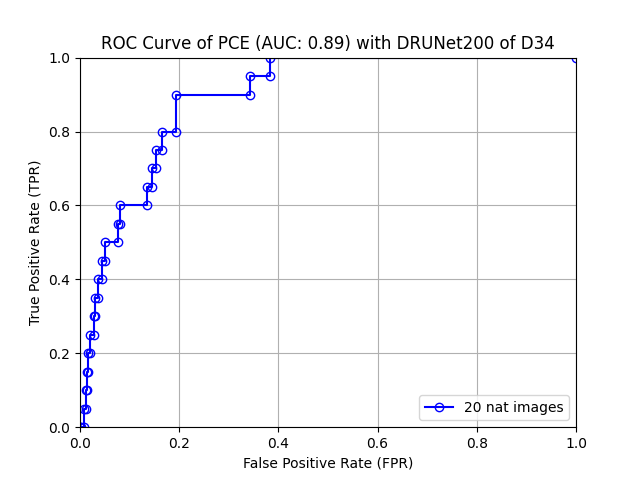 ROC Curve of PCE (AUC: 0.89) with DRUNet200 of D34
True Positive Rate (TPR)
1.0
0.8
0.6
0.4
0.2
0.0
20 nat images
0.0 0.2 0.4 0.6 0.8 1.0
False Positive Rate (FPR)